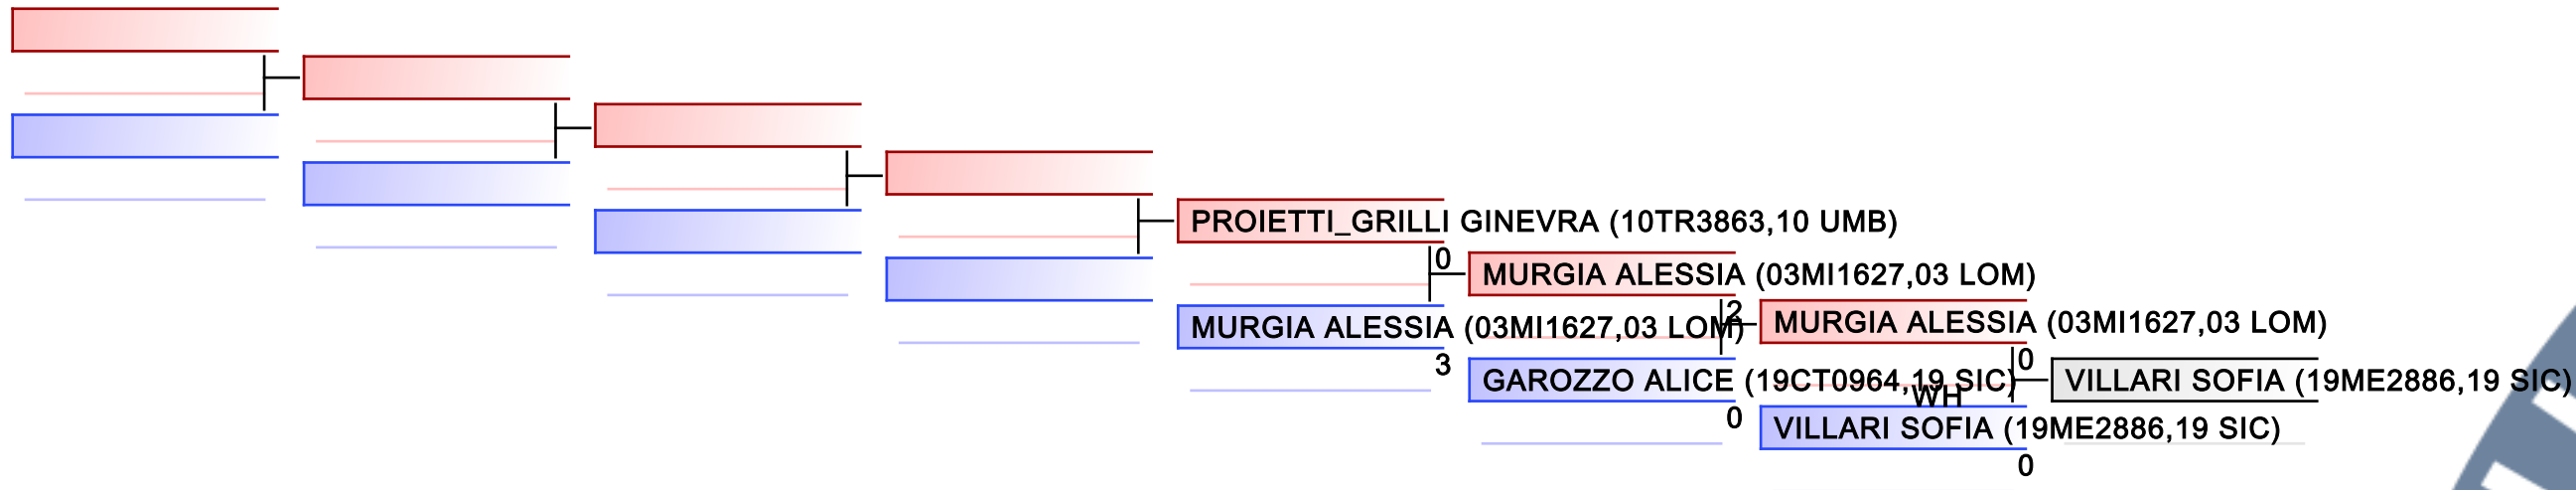 PROIETTI_GRILLI GINEVRA (10TR3863,10 UMB)
0
MURGIA ALESSIA (03MI1627,03 LOM)
2
MURGIA ALESSIA (03MI1627,03 LOM)
MURGIA ALESSIA (03MI1627,03 LOM)
3
0
GAROZZO ALICE (19CT0964,19 SIC)
VILLARI SOFIA (19ME2886,19 SIC)
WH
0
VILLARI SOFIA (19ME2886,19 SIC)
0